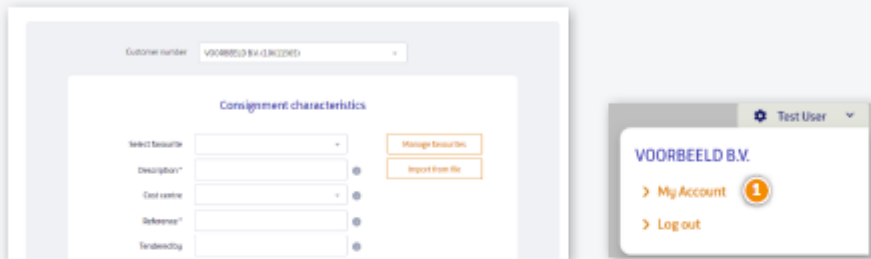 Customer number
VOORBEELD B.V.
Consignment characteristics
Select favourite
Manage favourites
Description*
Import from file
Cost centre
Reference*
Tendered by
Test User
VOORBEELD B.V.
> My Account 1
> Log out